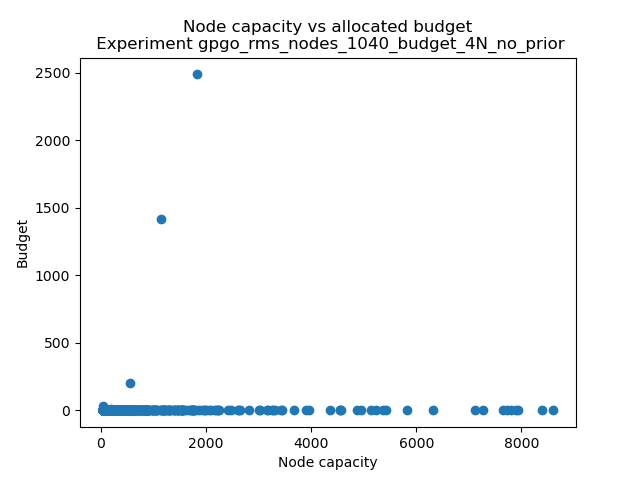 Node capacity vs allocated budget
Experiment gpgo_rms_nodes_1040_budget_4N_no_prior
2500
2000
1500
1000
500
0
Budget
0 2000 4000 6000 8000
Node capacity